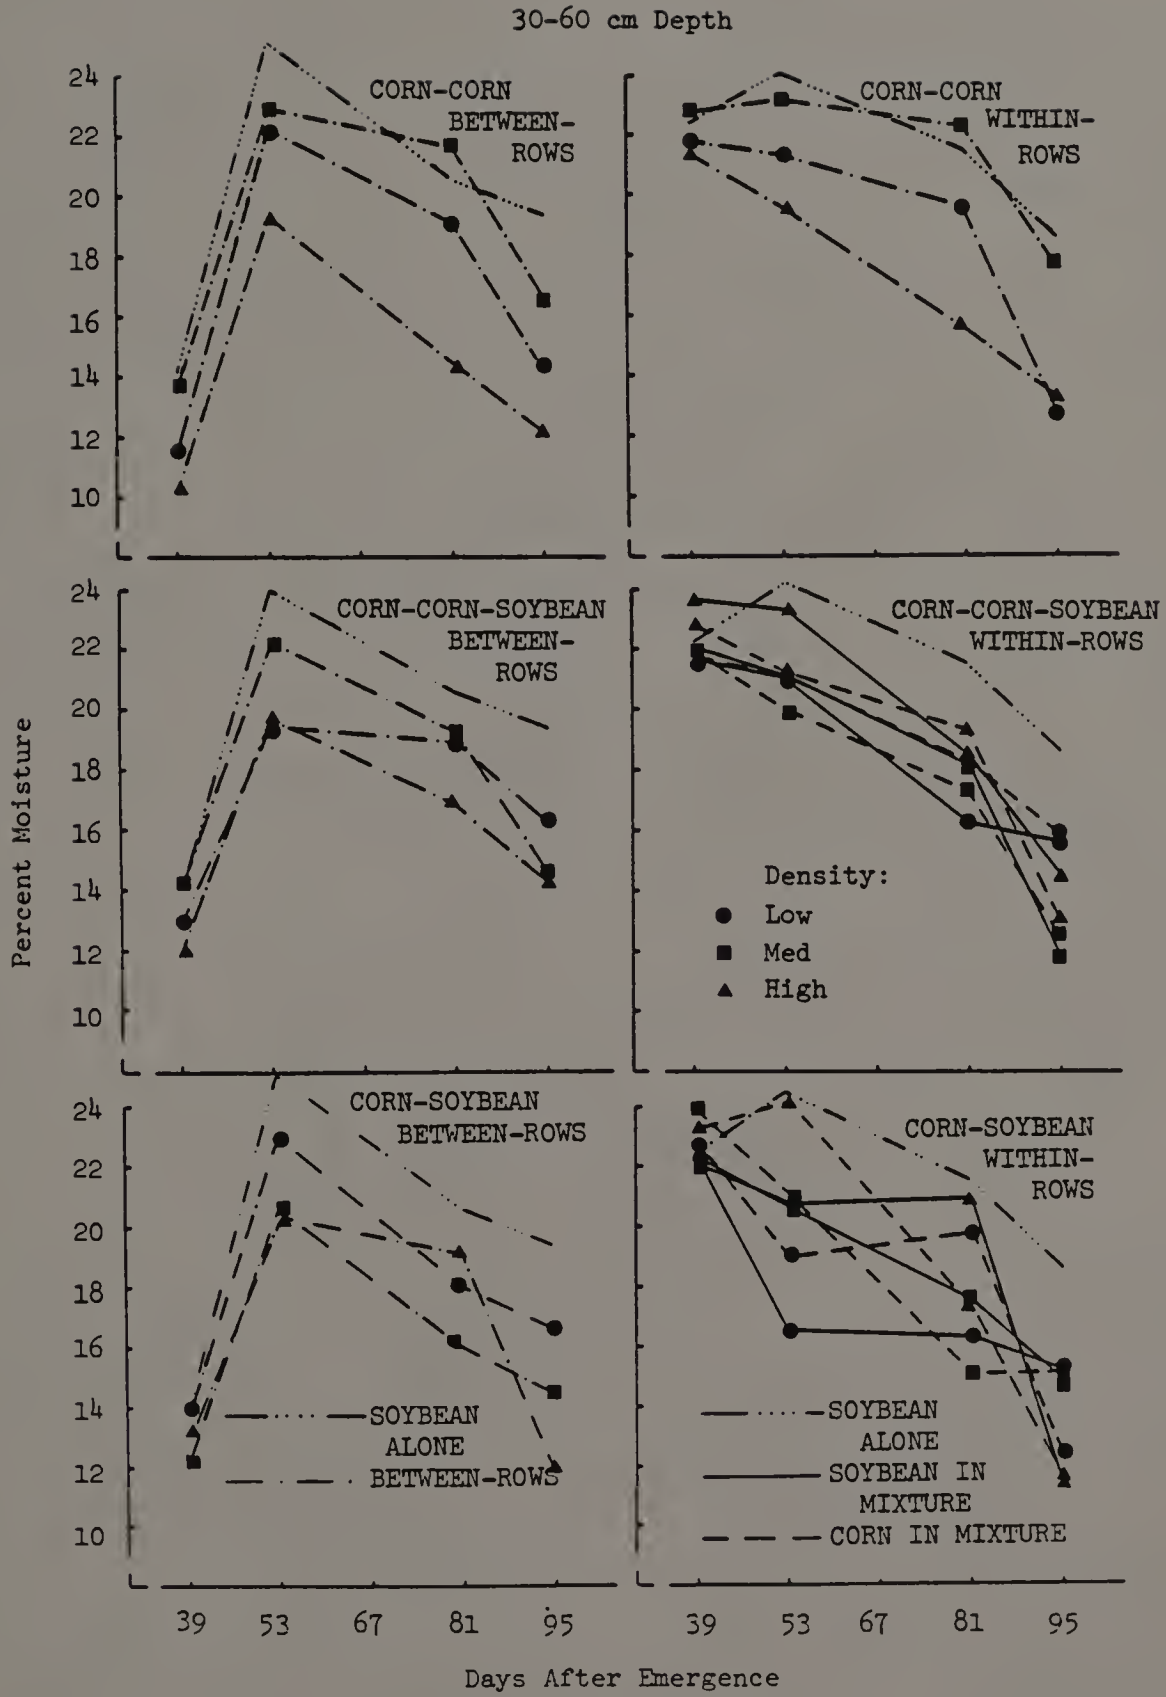 30-60 cm Depth
24
22
20
18
16
14
12
10
CORN-CORN
BETWEEN-
ROWS
CORN-CORN
WITHIN-
ROWS
24
22
20
18
16
14
12
10
CORN-CORN-SOYBEAN
BETWEEN-
ROWS
CORN-CORN-SOYBEAN
WITHIN-ROWS
Density:
Low
Med
High
Percent Moisture
24
22
20
18
16
14
12
10
CORN-SOYBEAN
BETWEEN-ROWS
SOYBEAN
ALONE
BETWEEN-ROWS
CORN-SOYBEAN
WITHIN-
ROWS
SOYBEAN
ALONE
SOYBEAN IN
MIXTURE
CORN IN MIXTURE
39 53 67 81 95
39 53 67 81 95
Days After Emergence